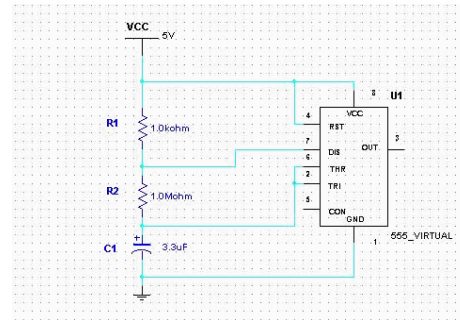 VCC
5V
8
U1
VCC
4
RST
R1
1.0kohm
7
DIS
OUT
3
6
THR
2
TRI
R2
1.0Mohm
5
CON
GND
1
555_VIRTUAL
C1
+
3.3uF